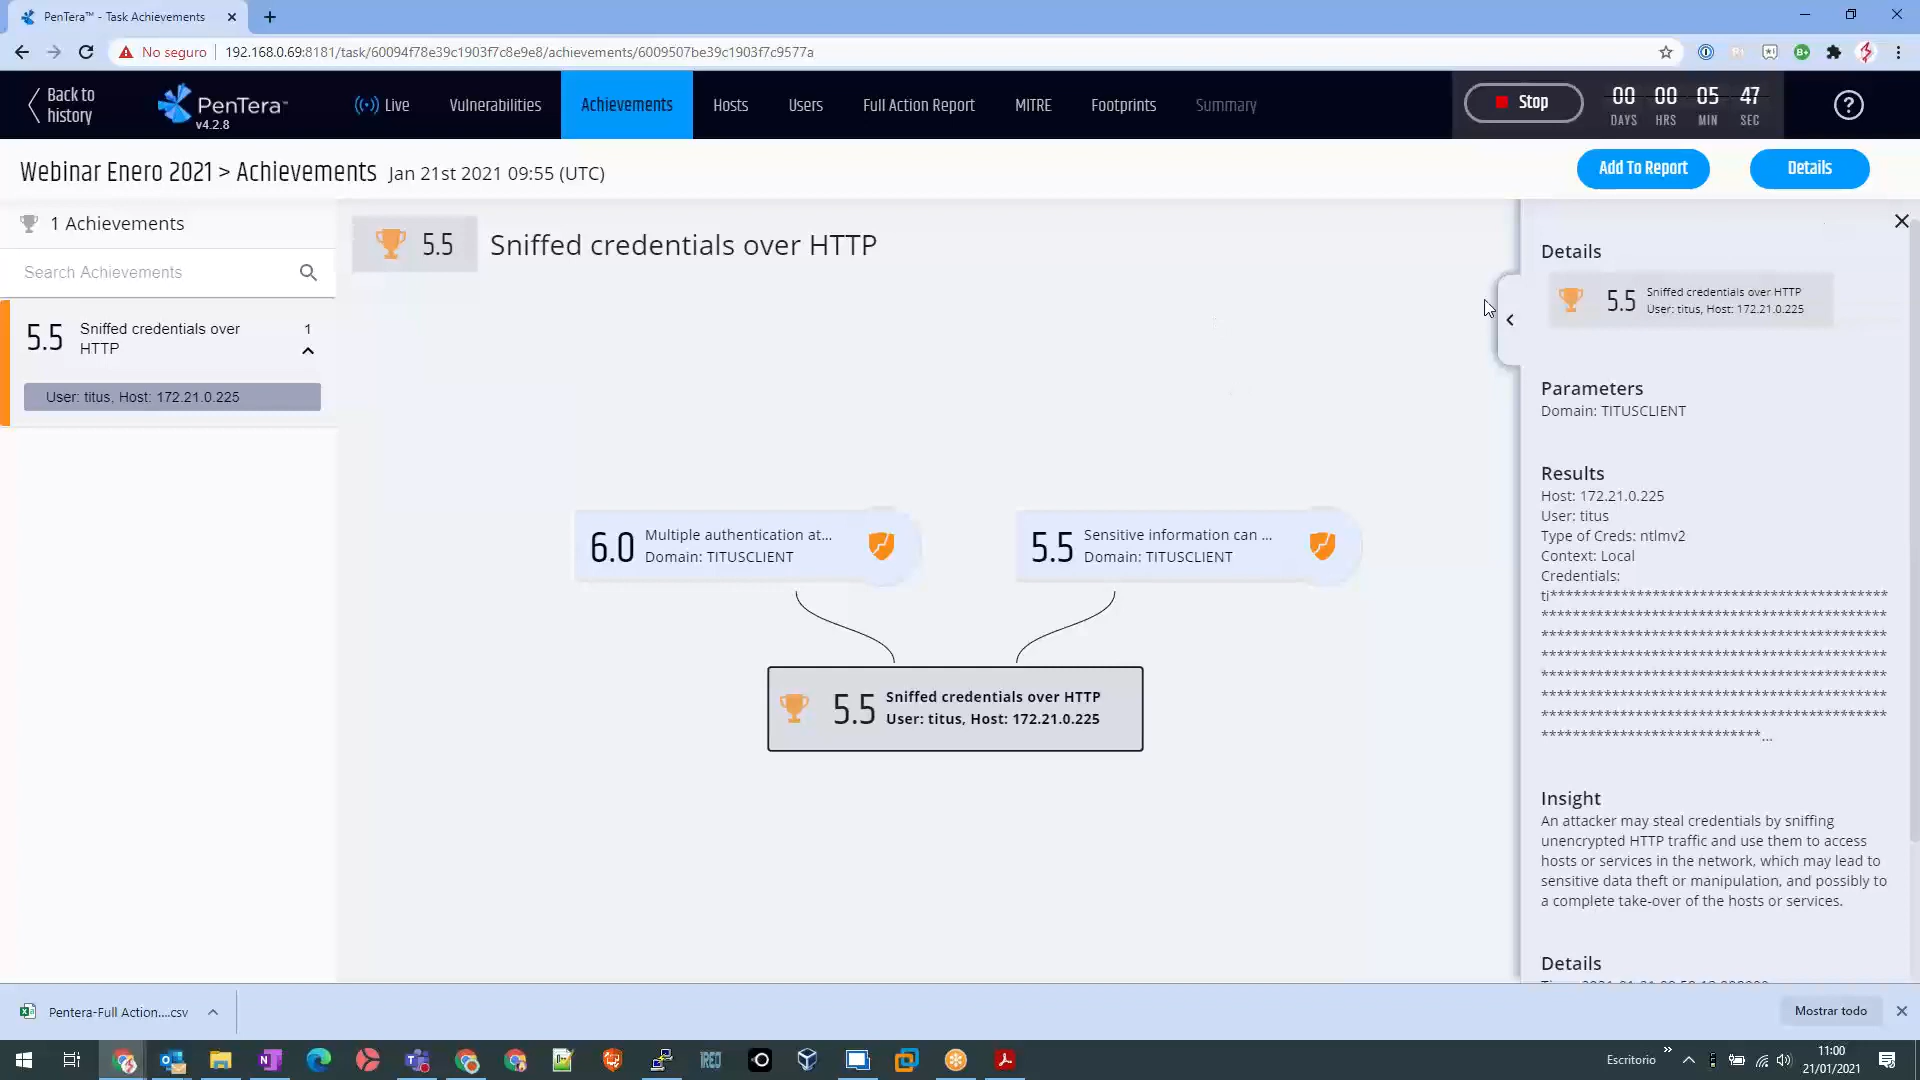 PenTera™ - Task Achievements
No seguro
192.168.0.69:8181/task/60094f78e39c1903f7c8e9e8/achievements/6009507be39c1903f7c9577a
Back to history
PenTera™
v4.2.8
Live
Vulnerabilities
Achievements
Hosts
Users
Full Action Report
MITRE
Footprints
Summary
Stop
00 00 05 47
DAYS HRS MIN SEC
Webinar Enero 2021 > Achievements Jan 21st 2021 09:55 (UTC)
Add To Report
Details
1 Achievements
Search Achievements
5.5 Sniffed credentials over HTTP 1
User: titus, Host: 172.21.0.225
5.5 Sniffed credentials over HTTP
6.0 Multiple authentication at...
Domain: TITUSCLIENT
5.5 Sensitive information can ...
Domain: TITUSCLIENT
5.5 Sniffed credentials over HTTP
User: titus, Host: 172.21.0.225
Details
5.5 Sniffed credentials over HTTP
User: titus, Host: 172.21.0.225
Parameters
Domain: TITUSCLIENT
Results
Host: 172.21.0.225
User: titus
Type of Creds: ntlmv2
Context: Local
Credentials:
ti*******************************************
********************************************
********************************************
********************************************
********************************************
********************************************
********************************************
****************************...
Insight
An attacker may steal credentials by sniffing
unencrypted HTTP traffic and use them to access
hosts or services in the network, which may lead to
sensitive data theft or manipulation, and possibly to
a complete take-over of the hosts or services.
Details
Pentera-Full Action....csv
Mostrar todo
IREO
Escritorio
11:00
21/01/2021